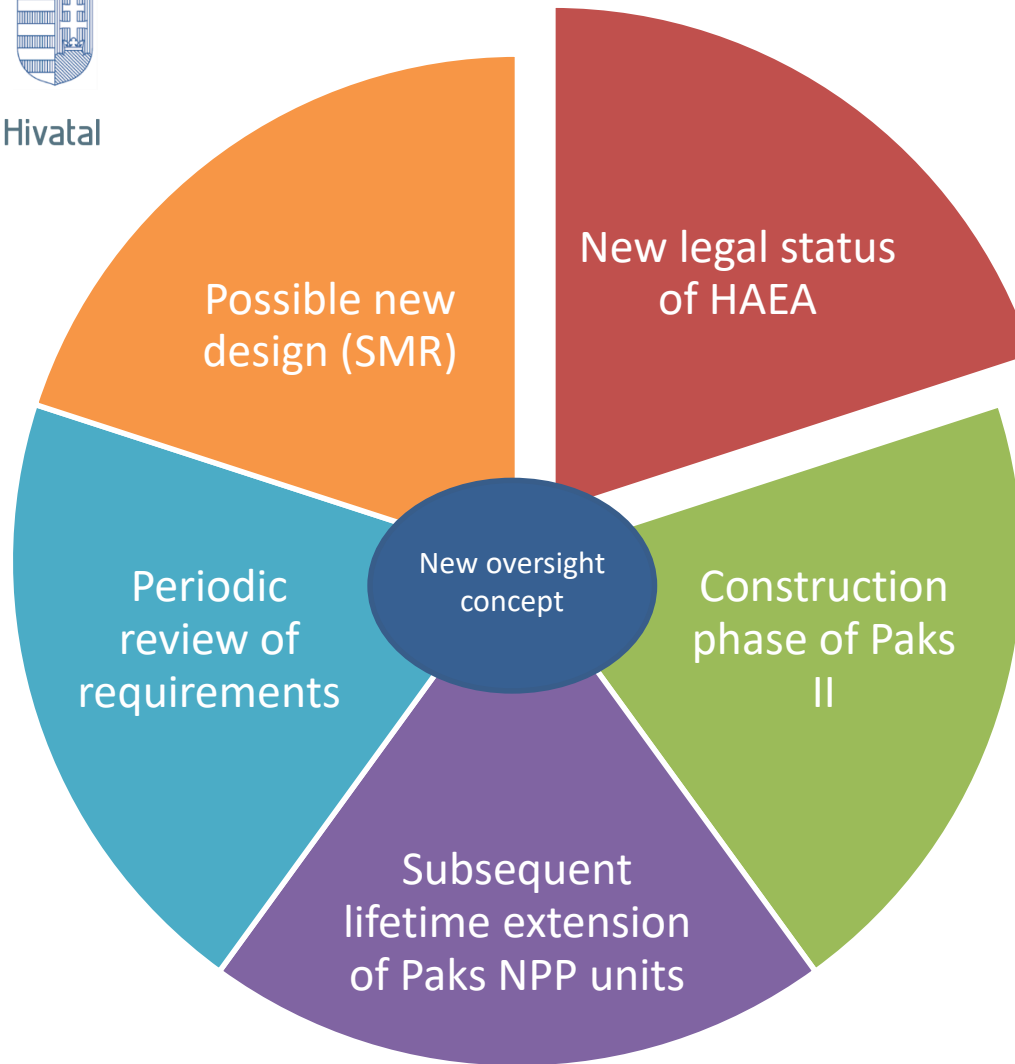 Hivatal
New legal status
of HAEA
Possible new
design (SMR)
New oversight
concept
Periodic
review of
requirements
Construction
phase of Paks
II
Subsequent
lifetime extension
of Paks NPP units